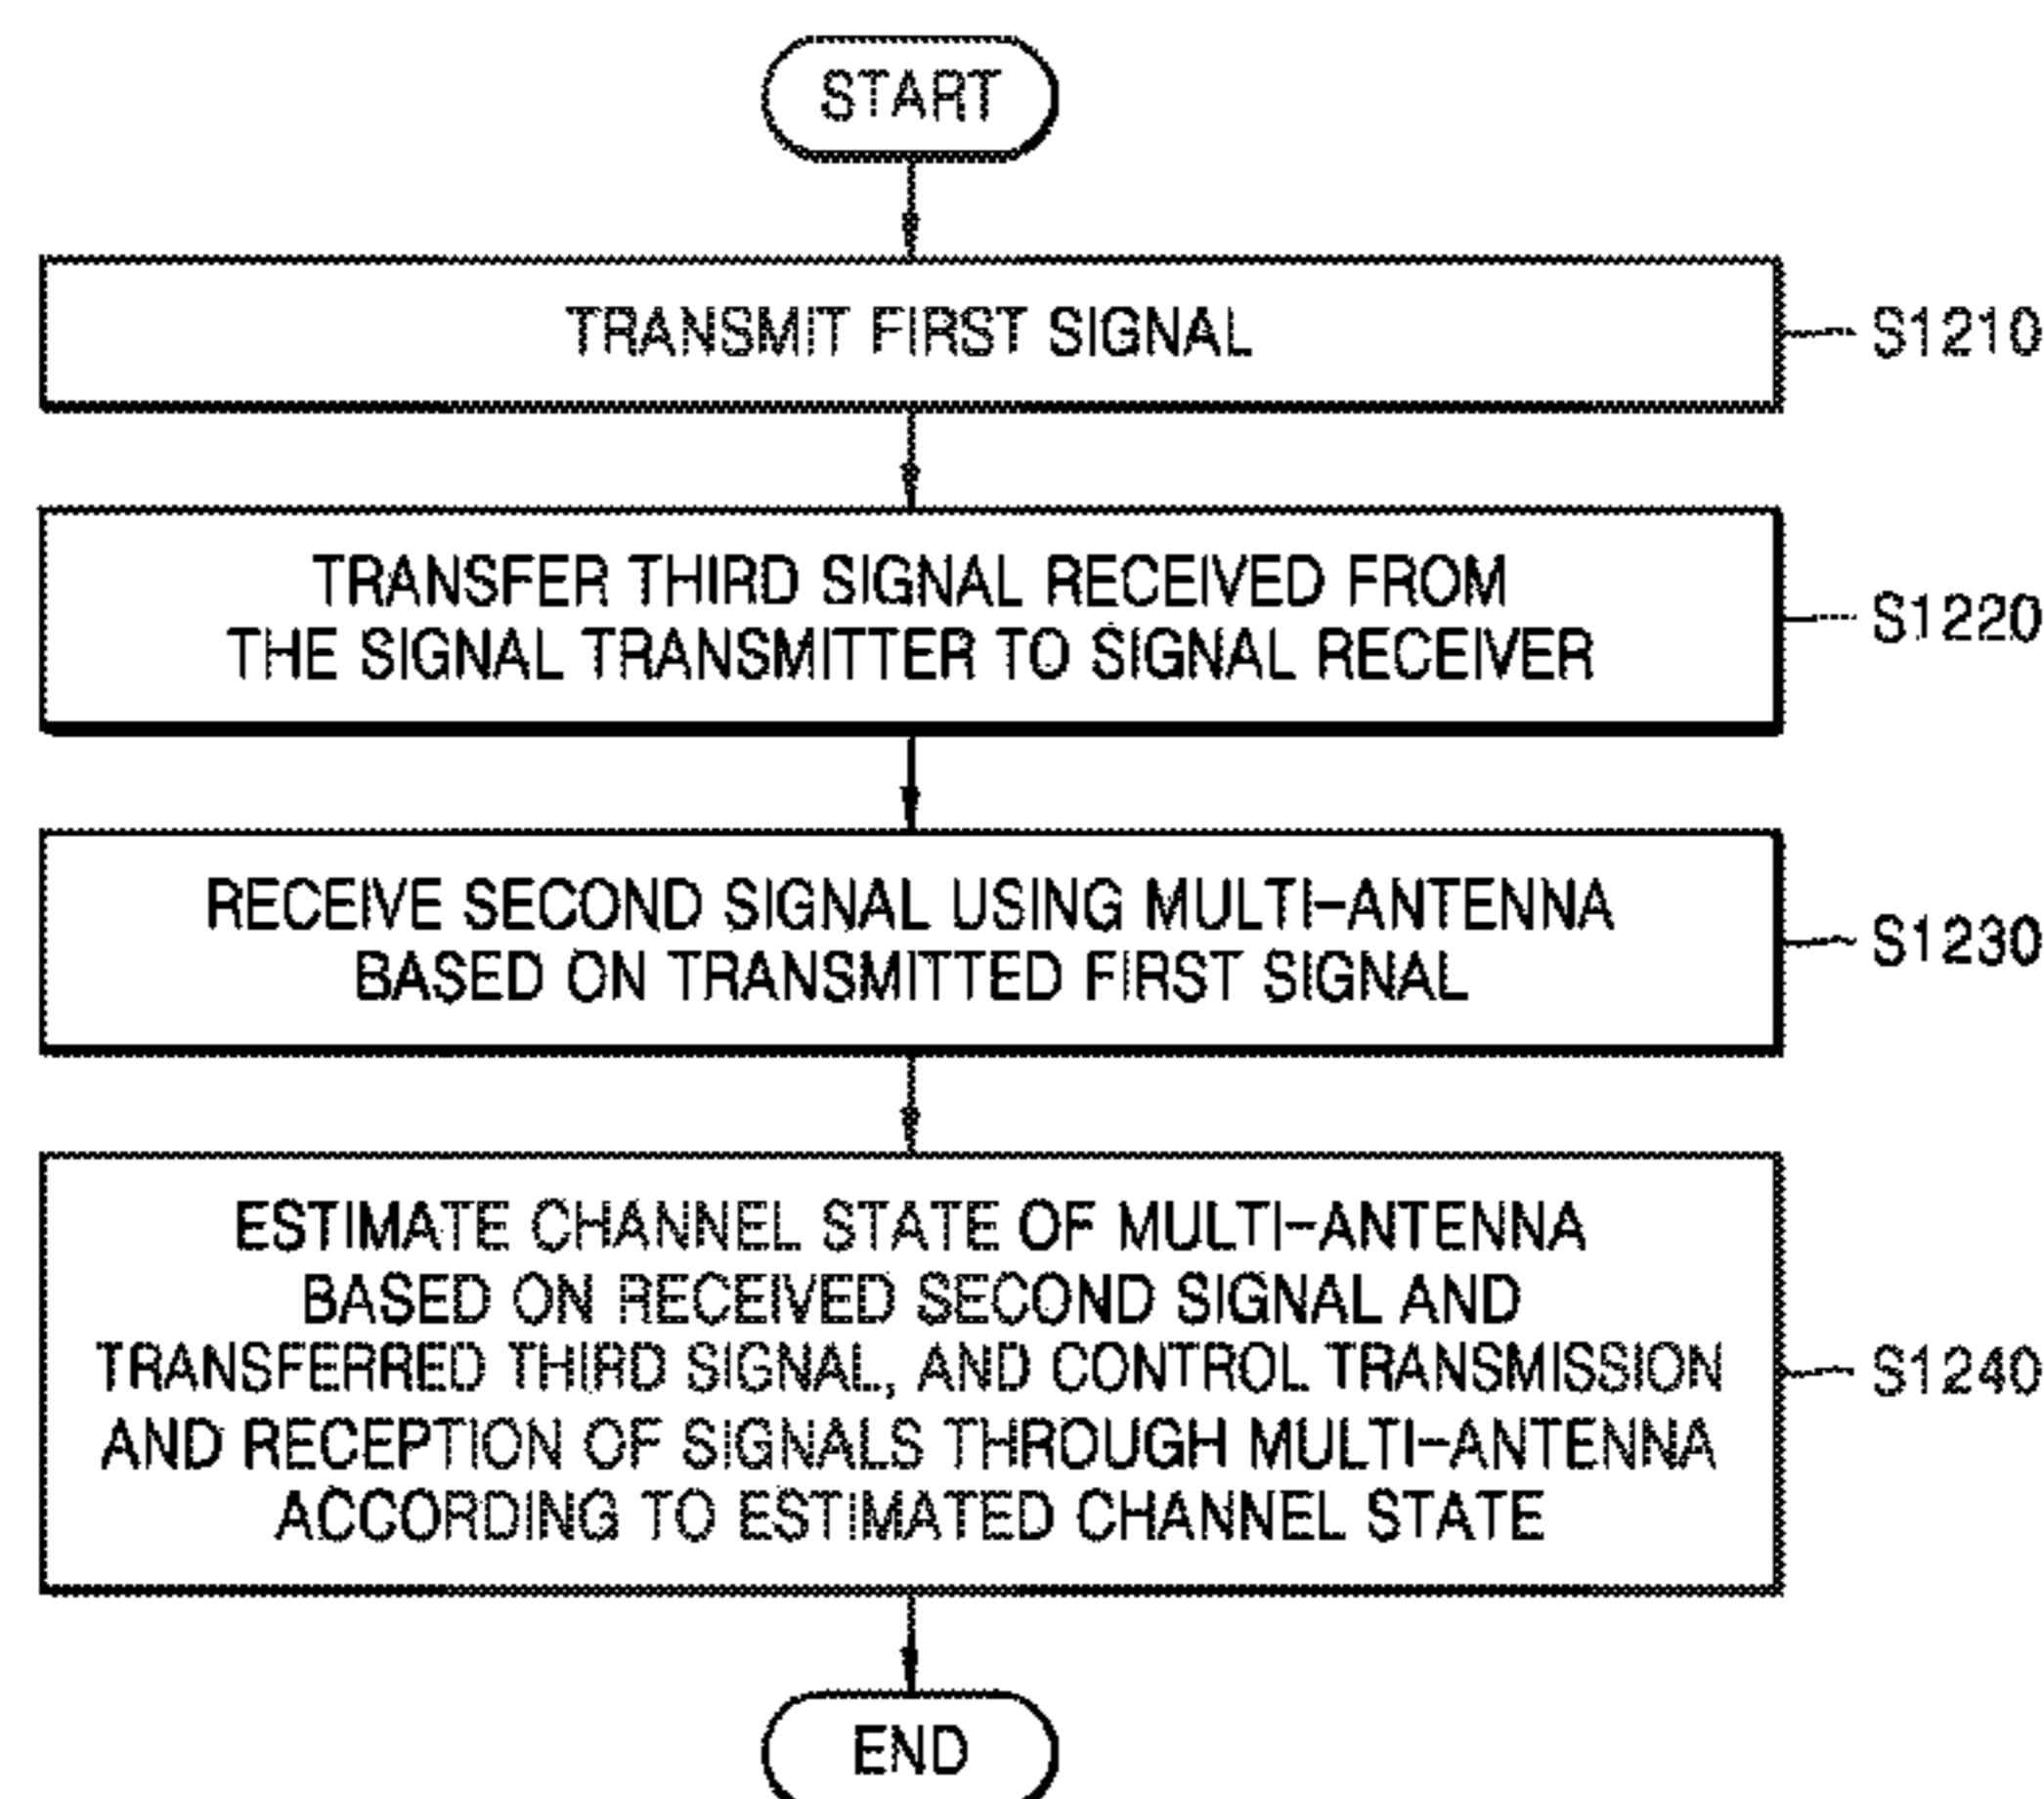 START
TRANSMIT FIRST SIGNAL
S1210
TRANSFER THIRD SIGNAL RECEIVED FROM
THE SIGNAL TRANSMITTER TO SIGNAL RECEIVER
S1220
RECEIVE SECOND SIGNAL USING MULTI-ANTENNA
BASED ON TRANSMITTED FIRST SIGNAL
S1230
ESTIMATE CHANNEL STATE OF MULTI-ANTENNA
BASED ON RECEIVED SECOND SIGNAL AND
TRANSFERRED THIRD SIGNAL, AND CONTROL TRANSMISSION
AND RECEPTION OF SIGNALS THROUGH MULTI-ANTENNA
ACCORDING TO ESTIMATED CHANNEL STATE
S1240
END